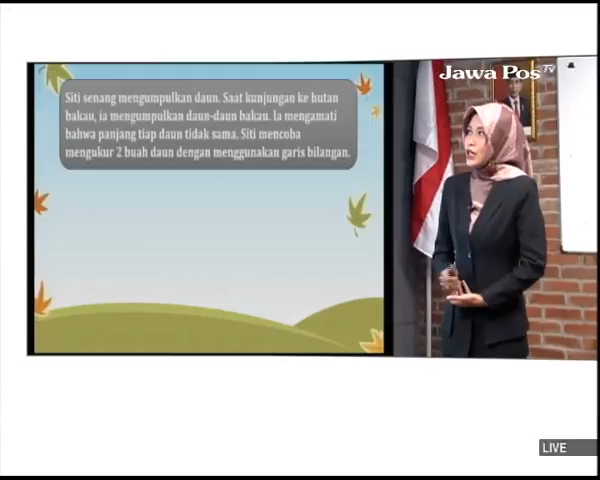 Jawa Pos TV
Siti senang mengumpulkan daun. Saat kunjungan ke hutan
bakau, ia mengumpulkan daun-daun bakau. Ia mengamati
bahwa panjang tiap daun tidak sama. Siti mencoba
mengukur 2 buah daun dengan menggunakan garis bilangan.
LIVE